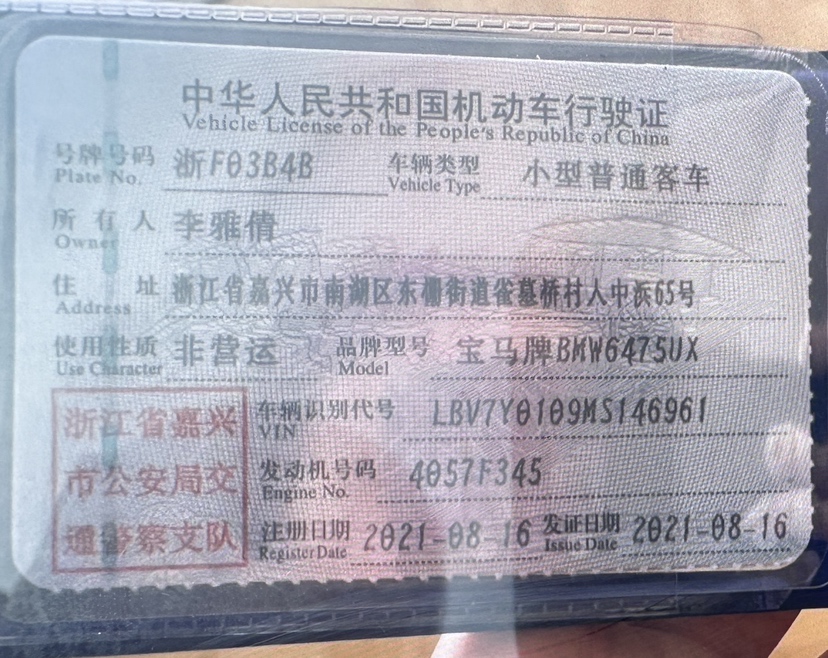 中华人民共和国机动车行驶证
Vehicle License of the People's Republic of China
号牌号码 浙F03B4B 车辆类型 小型普通客车
Plate No. Vehicle Type
所有人 李雅倩
Owner
住址 浙江省嘉兴市南湖区东栅街道雀墓桥村人中浜65号
Address
使用性质 非营运 品牌型号 宝马牌BMW6475UX
Use Character Model
浙江省嘉兴 车辆识别代号 LBV7Y0109MS146961
VIN
市公安局交 发动机号码 4057F345
Engine No.
通警察支队 注册日期 2021-08-16 发证日期 2021-08-16
Register Date Issue Date